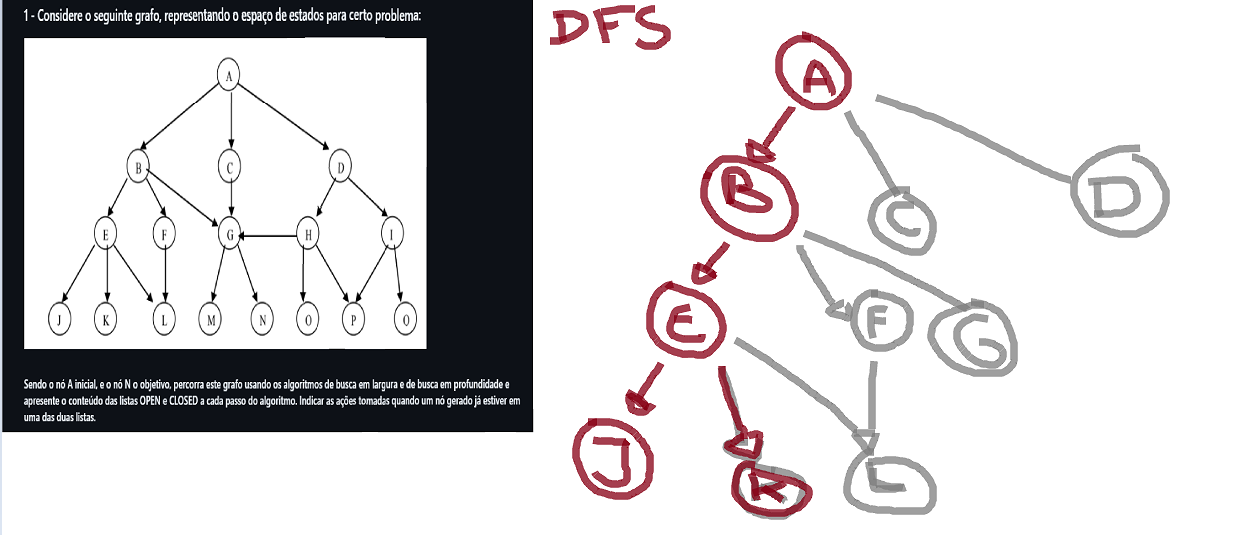 1 - Considere o seguinte grafo, representando o espaço de estados para certo problema:
A
B C D
E F G H I
J K L M N O P O
Sendo o nó A inicial, e o nó N o objetivo, percorra este grafo usando os algoritmos de busca em largura e de busca em profundidade e
apresente o conteúdo das listas OPEN e CLOSED a cada passo do algoritmo. Indicar as ações tomadas quando um nó gerado já estiver em
uma das duas listas.
DFS
A
B C D
E F G
J K L